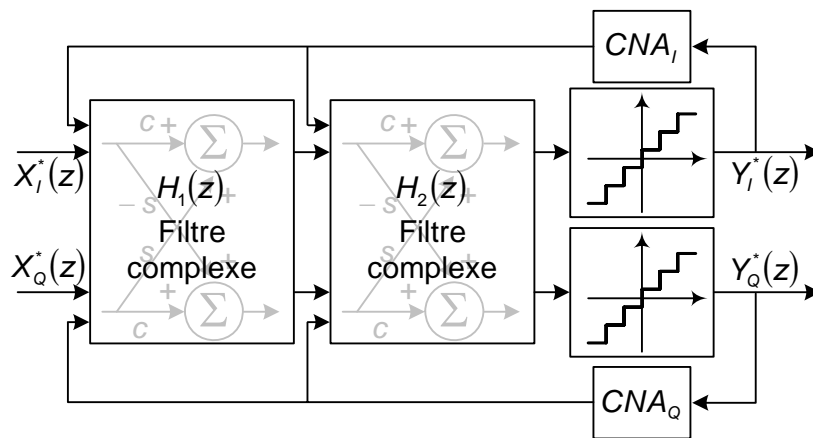 CNA_I
c + Σ
c + Σ
X_I^*(z)
H_1(z)
H_2(z)
Y_I^*(z)
– s +
– s +
Filtre
complexe
Filtre
complexe
X_Q^*(z)
s +
s +
Y_Q^*(z)
+ Σ
+ Σ
c
c
CNA_Q